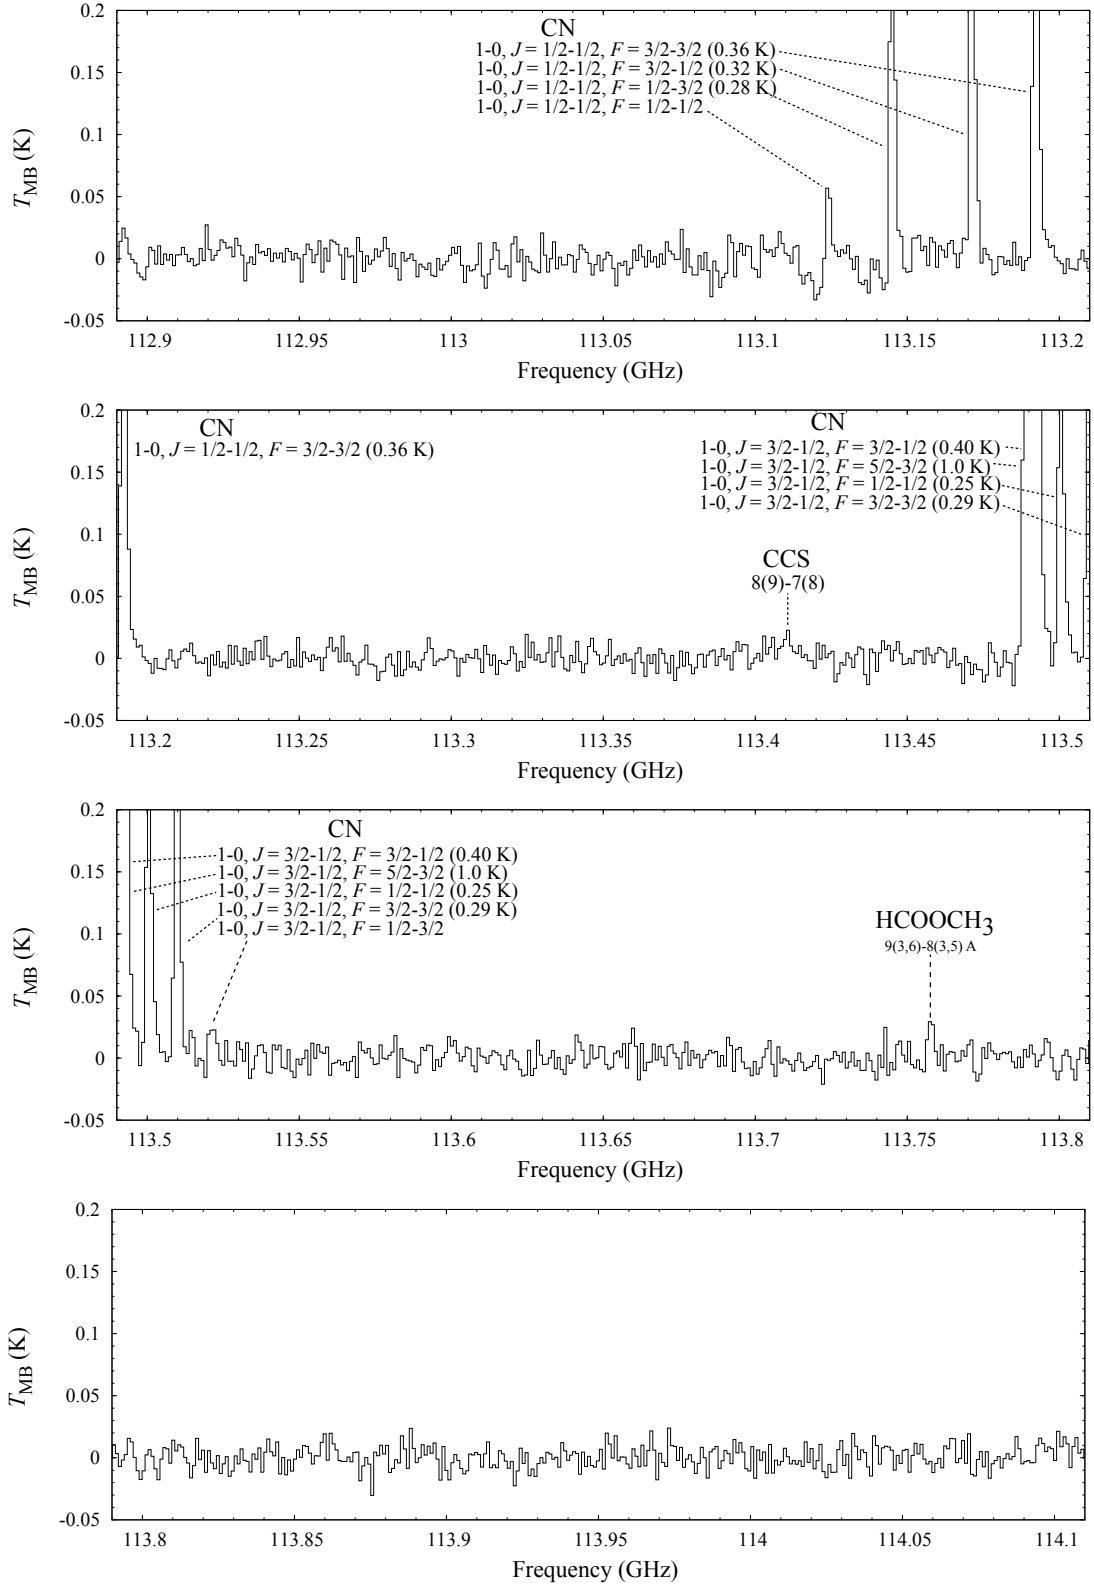 0.2
CN
1-0, J = 1/2-1/2, F = 3/2-3/2 (0.36 K)
1-0, J = 1/2-1/2, F = 3/2-1/2 (0.32 K)
1-0, J = 1/2-1/2, F = 1/2-3/2 (0.28 K)
1-0, J = 1/2-1/2, F = 1/2-1/2
0.15
0.1
0.05
0
-0.05
TMB (K)
112.9 112.95 113 113.05 113.1 113.15 113.2
Frequency (GHz)
0.2
CN
1-0, J = 1/2-1/2, F = 3/2-3/2 (0.36 K)
CN
1-0, J = 3/2-1/2, F = 3/2-1/2 (0.40 K)
1-0, J = 3/2-1/2, F = 5/2-3/2 (1.0 K)
1-0, J = 3/2-1/2, F = 1/2-1/2 (0.25 K)
1-0, J = 3/2-1/2, F = 3/2-3/2 (0.29 K)
CCS
8(9)-7(8)
0.15
0.1
0.05
0
-0.05
TMB (K)
113.2 113.25 113.3 113.35 113.4 113.45 113.5
Frequency (GHz)
0.2
CN
1-0, J = 3/2-1/2, F = 3/2-1/2 (0.40 K)
1-0, J = 3/2-1/2, F = 5/2-3/2 (1.0 K)
1-0, J = 3/2-1/2, F = 1/2-1/2 (0.25 K)
1-0, J = 3/2-1/2, F = 3/2-3/2 (0.29 K)
1-0, J = 3/2-1/2, F = 1/2-3/2
HCOOCH3
9(3,6)-8(3,5) A
0.15
0.1
0.05
0
-0.05
TMB (K)
113.5 113.55 113.6 113.65 113.7 113.75 113.8
Frequency (GHz)
0.2
0.15
0.1
0.05
0
-0.05
TMB (K)
113.8 113.85 113.9 113.95 114 114.05 114.1
Frequency (GHz)